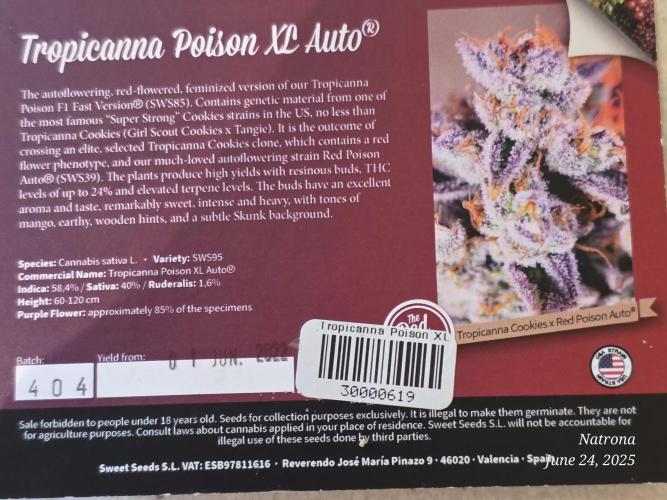 Tropicanna Poison XL Auto®
The autoflowering, red-flowered, feminized version of our Tropicanna
Poison F1 Fast Version® (SWS85). Contains genetic material from one of
the most famous “Super Strong” Cookies strains in the US, no less than
Tropicanna Cookies (Girl Scout Cookies x Tangie). It is the outcome of
crossing an elite, selected Tropicanna Cookies clone, which contains a red
flower phenotype, and our much-loved autoflowering strain Red Poison
Auto® (SWS39). The plants produce high yields with resinous buds, THC
levels of up to 24% and elevated terpene levels. The buds have an excellent
aroma and taste, remarkably sweet, intense and heavy, with tones of
mango, earthy, wooden hints, and a subtle Skunk background.
Species: Cannabis sativa L. • Variety: SWS95
Commercial Name: Tropicanna Poison XL Auto®
Indica: 58,4% / Sativa: 40% / Ruderalis: 1,6%
Height: 60-120 cm
Purple Flower: approximately 85% of the specimens
Tropicanna Cookies x Red Poison Auto®
The
Tropicanna Poison XL
30000619
Batch:
404
Yield from:
01 JUN. 2022
USA STRAIN
USA STRAIN
Sale forbidden to people under 18 years old. Seeds for collection purposes exclusively. It is illegal to make them germinate. They are not
for agriculture purposes. Consult laws about cannabis applied in your place of residence. Sweet Seeds S.L. will not be accountable for
illegal use of these seeds done by third parties.
Sweet Seeds S.L. VAT: ESB97811616 • Reverendo José María Pinazo 9 • 46020 • Valencia • Spain
Natrona
June 24, 2025